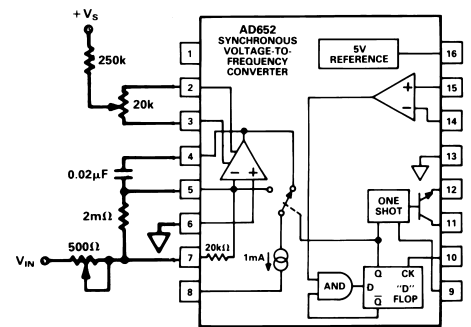 + VS
250k
20k
0.02µF
2mΩ
500Ω
VIN
AD652
SYNCHRONOUS
VOLTAGE-TO-
FREQUENCY
CONVERTER
5V
REFERENCE
1
2
3
4
5
6
7
8
16
15
14
13
12
11
10
9
+
−
− +
20kΩ
1mA
ONE
SHOT
AND
Q CK
D "D"
Q̅ FLOP